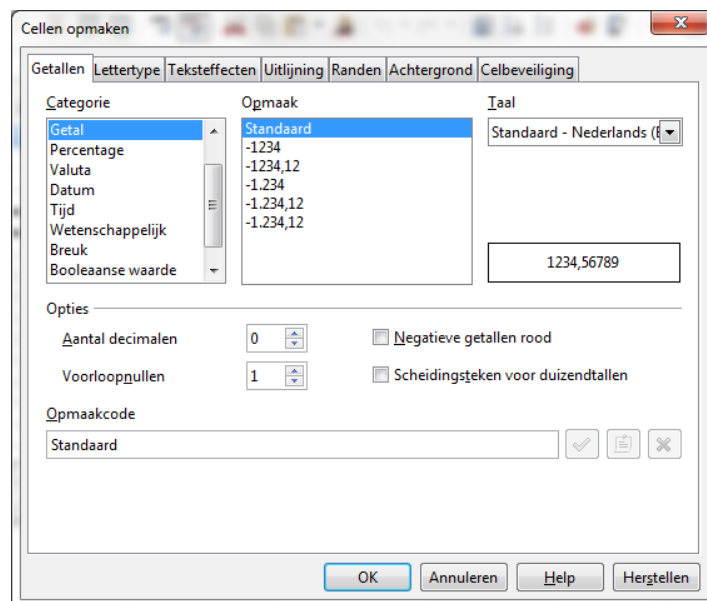 Cellen opmaken
Getallen Lettertype Teksteffecten Uitlijning Randen Achtergrond Celbeveiliging
Categorie Opmaak Taal
Getal Standaard Standaard - Nederlands (
Percentage -1234
Valuta -1234,12
Datum -1.234
Tijd -1.234,12
Wetenschappelijk -1.234,12
Breuk
Booleaanse waarde
1234,56789
Opties
Aantal decimalen 0 Negatieve getallen rood
Voorloopnullen 1 Scheidingsteken voor duizendtallen
Opmaakcode
Standaard
OK Annuleren Help Herstellen